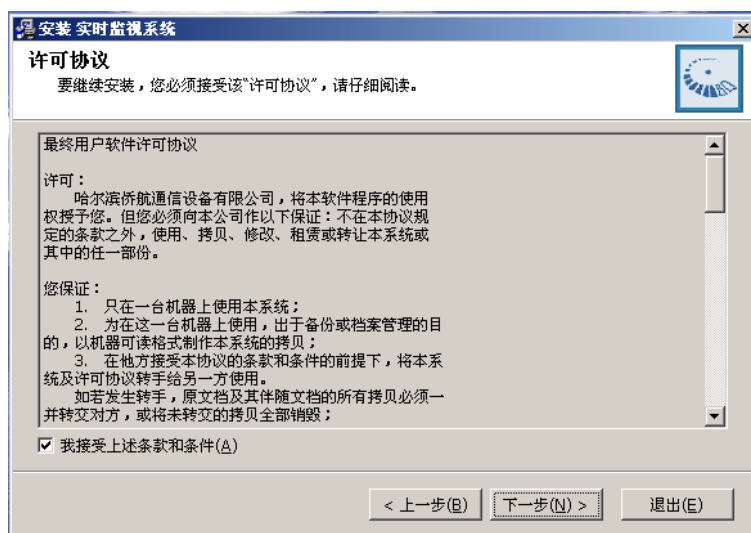 安装 实时监视系统
许可协议
要继续安装，您必须接受该“许可协议”，请仔细阅读。
最终用户软件许可协议
许可：
哈尔滨侨航通信设备有限公司，将本软件程序的使用
权授予您。但您必须向本公司作以下保证：不在本协议规
定的条款之外，使用、拷贝、修改、租赁或转让本系统或
其中的任一部份。
您保证：
1. 只在一台机器上使用本系统；
2. 为在这一台机器上使用，出于备份或档案管理的目
的，以机器可读格式制作本系统的拷贝；
3. 在他方接受本协议的条款和条件的前提下，将本系
统及许可协议转手给另一方使用。
如若发生转手，原文档及其伴随文档的所有拷贝必须一
并转交对方，或将未转交的拷贝全部销毁；
我接受上述条款和条件(A)
< 上一步(B) 下一步(N) > 退出(E)